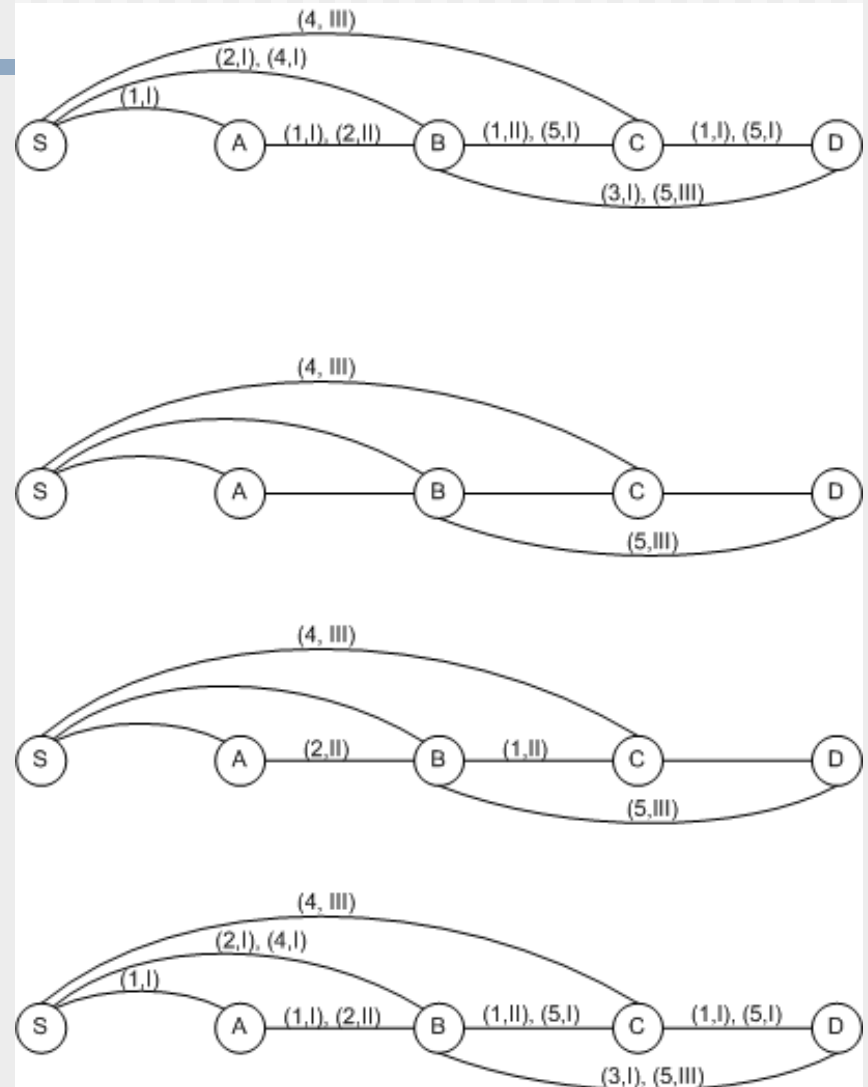 (4, III)
(2,I), (4,I)
(1,I)
S A (1,I), (2,II) B (1,II), (5,I) C (1,I), (5,I) D
(3,I), (5,III)
(4, III)
S A B C D
(5,III)
(4, III)
S A (2,II) B (1,II) C D
(5,III)
(4, III)
(2,I), (4,I)
(1,I)
S A (1,I), (2,II) B (1,II), (5,I) C (1,I), (5,I) D
(3,I), (5,III)